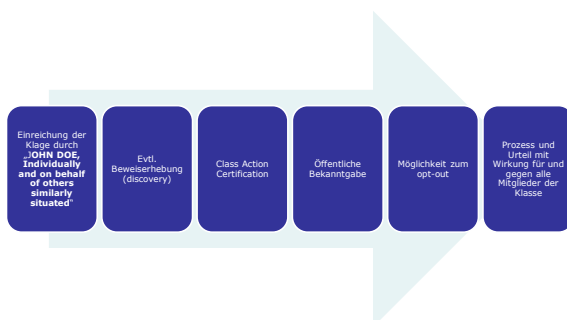 Einreichung der
Klage durch
„JOHN DOE,
Individually
and on behalf
of others
similarly
situated“
Evtl.
Beweiserhebung
(discovery)
Class Action
Certification
Öffentliche
Bekanntgabe
Möglichkeit zum
opt-out
Prozess und
Urteil mit
Wirkung für und
gegen alle
Mitglieder der
Klasse